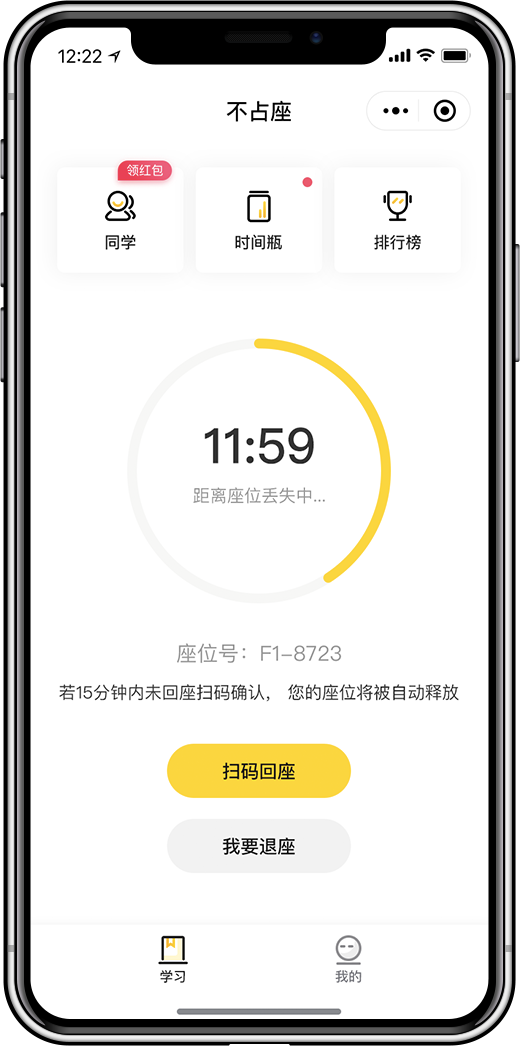 12:22
不占座
领红包
同学
时间瓶
排行榜
11:59
距离座位丢失中...
座位号：F1-8723
若15分钟内未回座扫码确认， 您的座位将被自动释放
扫码回座
我要退座
学习
我的